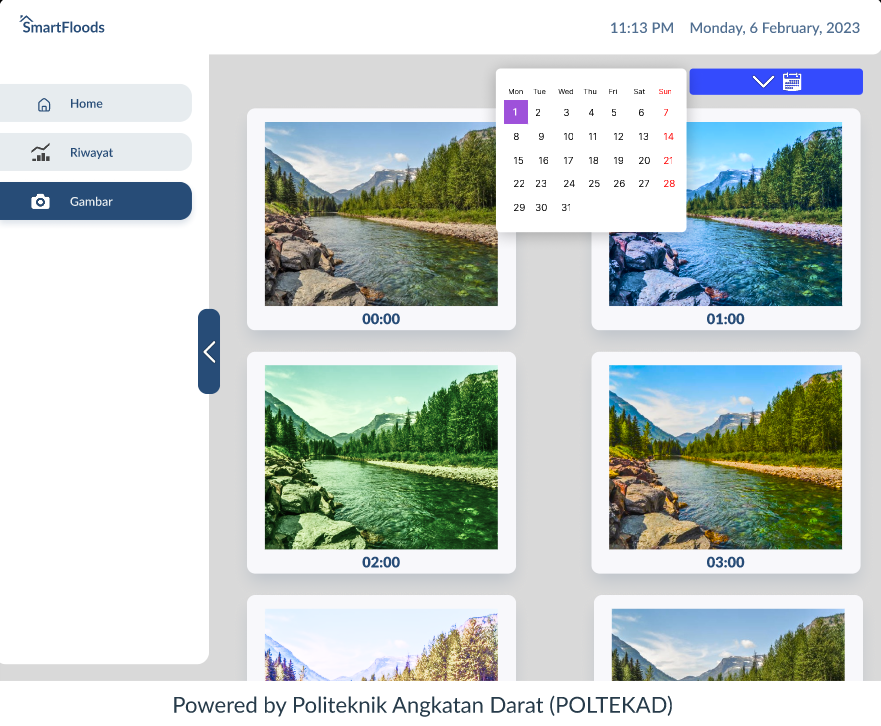 SmartFloods
11:13 PM Monday, 6 February, 2023
Home
Riwayat
Gambar
Mon Tue Wed Thu Fri Sat Sun
1 2 3 4 5 6 7
8 9 10 11 12 13 14
15 16 17 18 19 20 21
22 23 24 25 26 27 28
29 30 31
00:00
01:00
02:00
03:00
Powered by Politeknik Angkatan Darat (POLTEKAD)